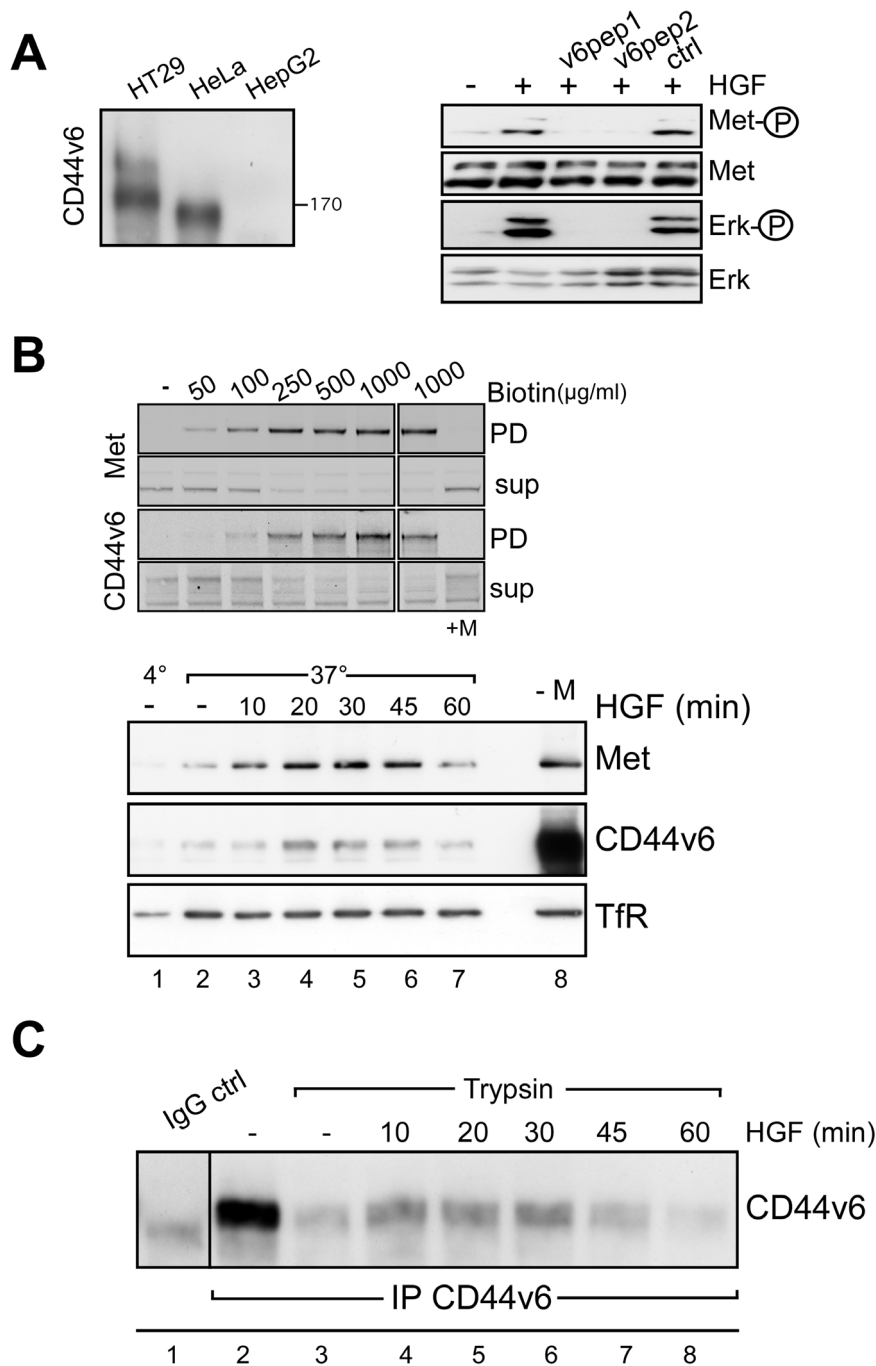 A
HT29 HeLa HepG2
CD44v6
170
v6pep1 v6pep2 ctrl
- + + + + HGF
Met-P
Met
Erk-P
Erk
B
- 50 100 250 500 1000 1000 Biotin(µg/ml)
Met
PD
sup
CD44v6
PD
sup
+M
4° 37°
- - 10 20 30 45 60 - M HGF (min)
Met
CD44v6
TfR
1 2 3 4 5 6 7 8
C
IgG ctrl
Trypsin
- - 10 20 30 45 60 HGF (min)
CD44v6
IP CD44v6
1 2 3 4 5 6 7 8